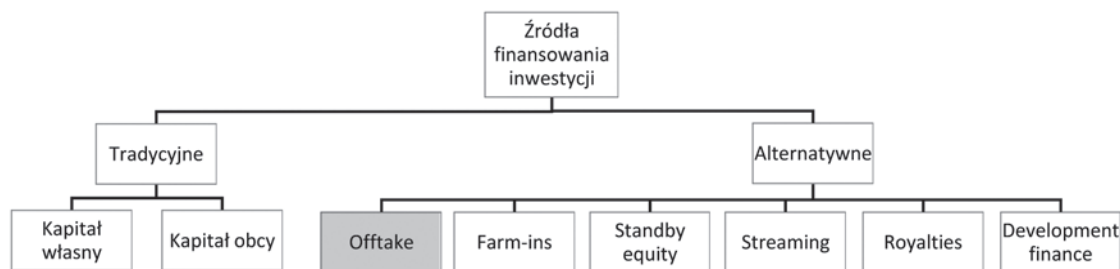 Źródła
finansowania
inwestycji
Tradycyjne
Alternatywne
Kapitał
własny
Kapitał obcy
Offtake
Farm-ins
Standby
equity
Streaming
Royalties
Development
finance